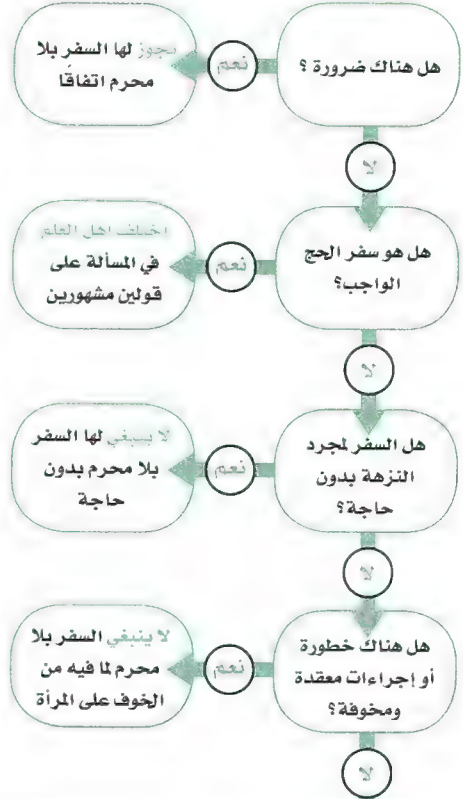 هل هناك ضرورة ؟
نعم
يجوز لها السفر بلا
محرم اتفاقًا
لا
هل هو سفر الحج
الواجب؟
نعم
اختلف أهل العلم
في المسألة على
قولين مشهورين
لا
هل السفر لمجرد
النزهة بدون
حاجة؟
نعم
لا ينبغي لها السفر
بلا محرم بدون
حاجة
لا
هل هناك خطورة
أو إجراءات معقدة
ومخوفة؟
نعم
لا ينبغي السفر بلا
محرم لما فيه من
الخوف على المرأة
لا